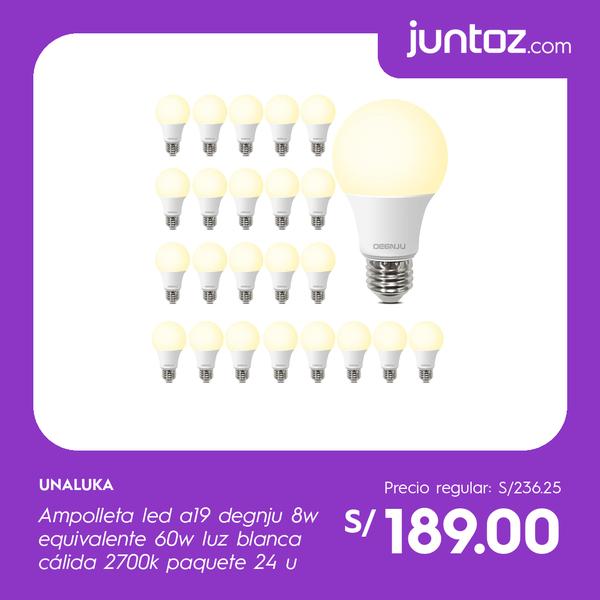 juntoz.com
DEGNJU
UNALUKA
Ampolleta led a19 degnju 8w
equivalente 60w luz blanca
cálida 2700k paquete 24 u
Precio regular: S/236.25
S/189.00